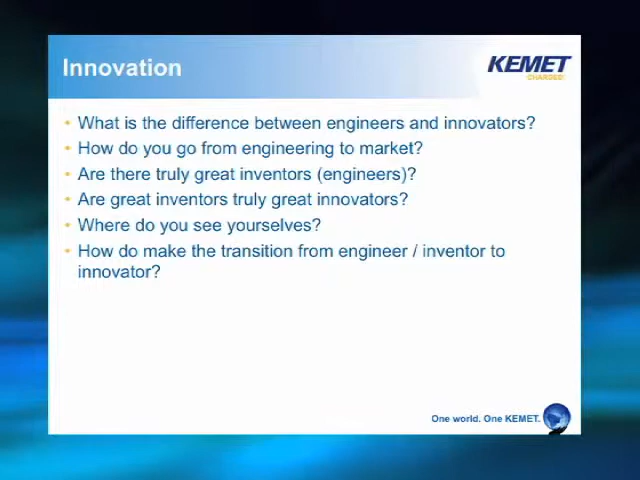 Innovation
KEMET
CHARGED.
• What is the difference between engineers and innovators?
• How do you go from engineering to market?
• Are there truly great inventors (engineers)?
• Are great inventors truly great innovators?
• Where do you see yourselves?
• How do make the transition from engineer / inventor to
innovator?
One world. One KEMET.